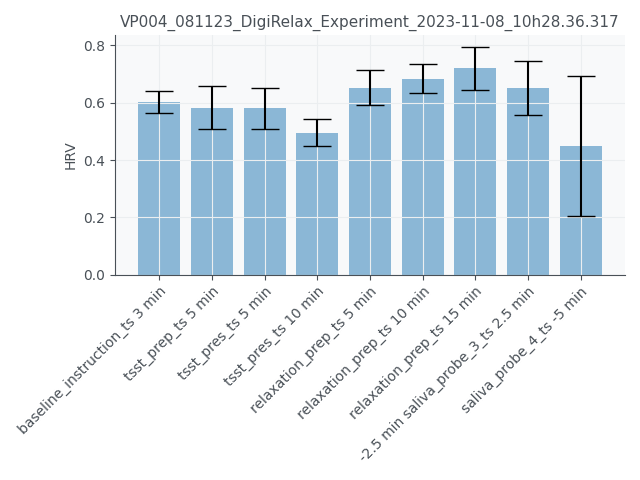 VP004_081123_DigiRelax_Experiment_2023-11-08_10h28.36.317
HRV
0.8
0.6
0.4
0.2
0.0
baseline_instruction_ts 3 min
tsst_prep_ts 5 min
tsst_pres_ts 5 min
tsst_pres_ts 10 min
relaxation_prep_ts 5 min
relaxation_prep_ts 10 min
relaxation_prep_ts 15 min
-2.5 min saliva_probe_3_ts 2.5 min
saliva_probe_4_ts -5 min